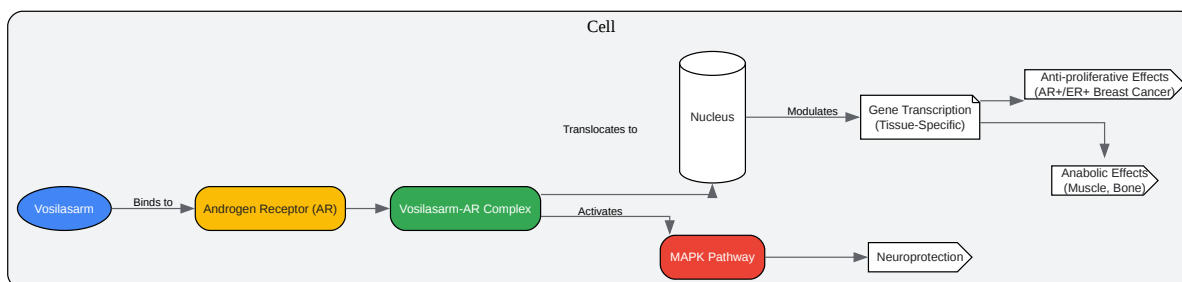 Cell
Vosilasarm
Binds to
Androgen Receptor (AR)
Vosilasarm-AR Complex
Translocates to
Nucleus
Modulates
Gene Transcription
(Tissue-Specific)
Anti-proliferative Effects
(AR+/ER+ Breast Cancer)
Anabolic Effects
(Muscle, Bone)
Activates
MAPK Pathway
Neuroprotection